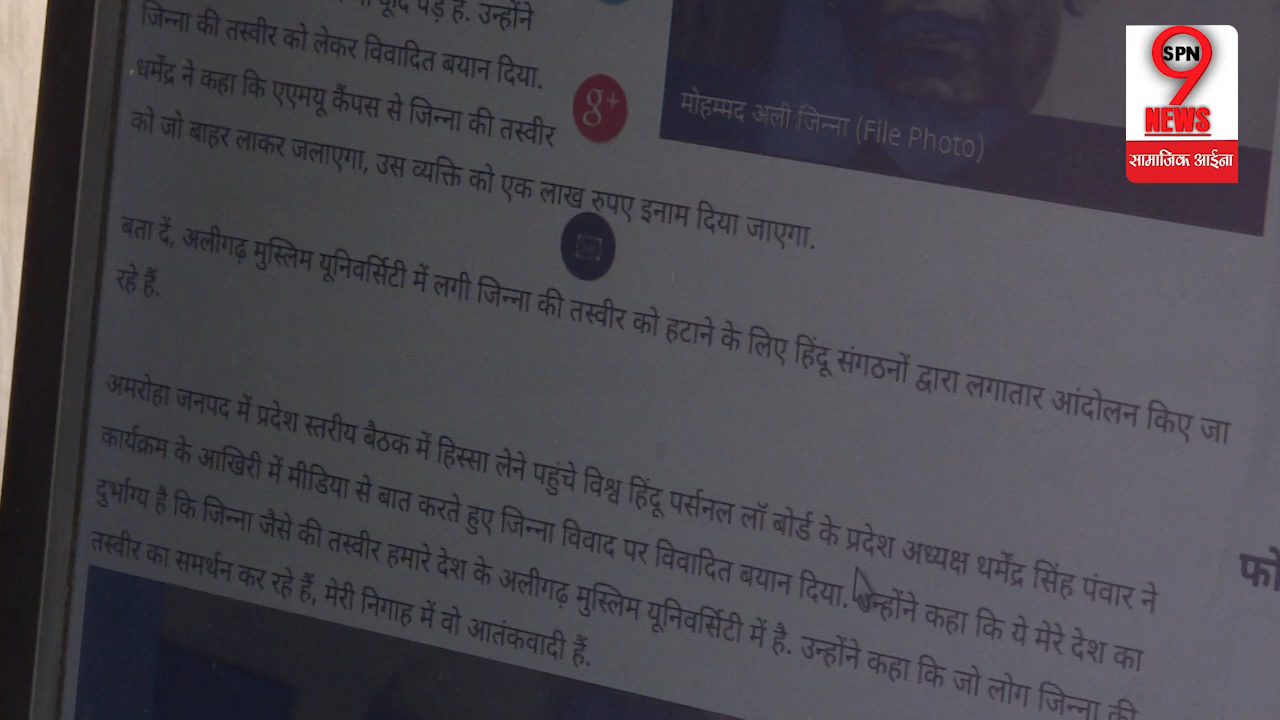 उन्होंने
जिन्ना की तस्वीर को लेकर विवादित बयान दिया.
धर्मेंद्र ने कहा कि एएमयू कैंपस से जिन्ना की तस्वीर
को जो बाहर लाकर जलाएगा, उस व्यक्ति को एक लाख रुपए इनाम दिया जाएगा.
g+
मोहम्मद अली जिन्ना (File Photo)
SPN
9
NEWS
सामाजिक आईना
बता दें, अलीगढ़ मुस्लिम यूनिवर्सिटी में लगी जिन्ना की तस्वीर को हटाने के लिए हिंदू संगठनों द्वारा लगातार आंदोलन किए जा
रहे हैं.
अमरोहा जनपद में प्रदेश स्तरीय बैठक में हिस्सा लेने पहुंचे विश्व हिंदू पर्सनल लॉ बोर्ड के प्रदेश अध्यक्ष धर्मेंद्र सिंह पंवार ने
कार्यक्रम के आखिरी में मीडिया से बात करते हुए जिन्ना विवाद पर विवादित बयान दिया. उन्होंने कहा कि ये मेरे देश का
दुर्भाग्य है कि जिन्ना जैसे की तस्वीर हमारे देश के अलीगढ़ मुस्लिम यूनिवर्सिटी में है. उन्होंने कहा कि जो लोग जिन्ना की
तस्वीर का समर्थन कर रहे हैं, मेरी निगाह में वो आतंकवादी हैं.